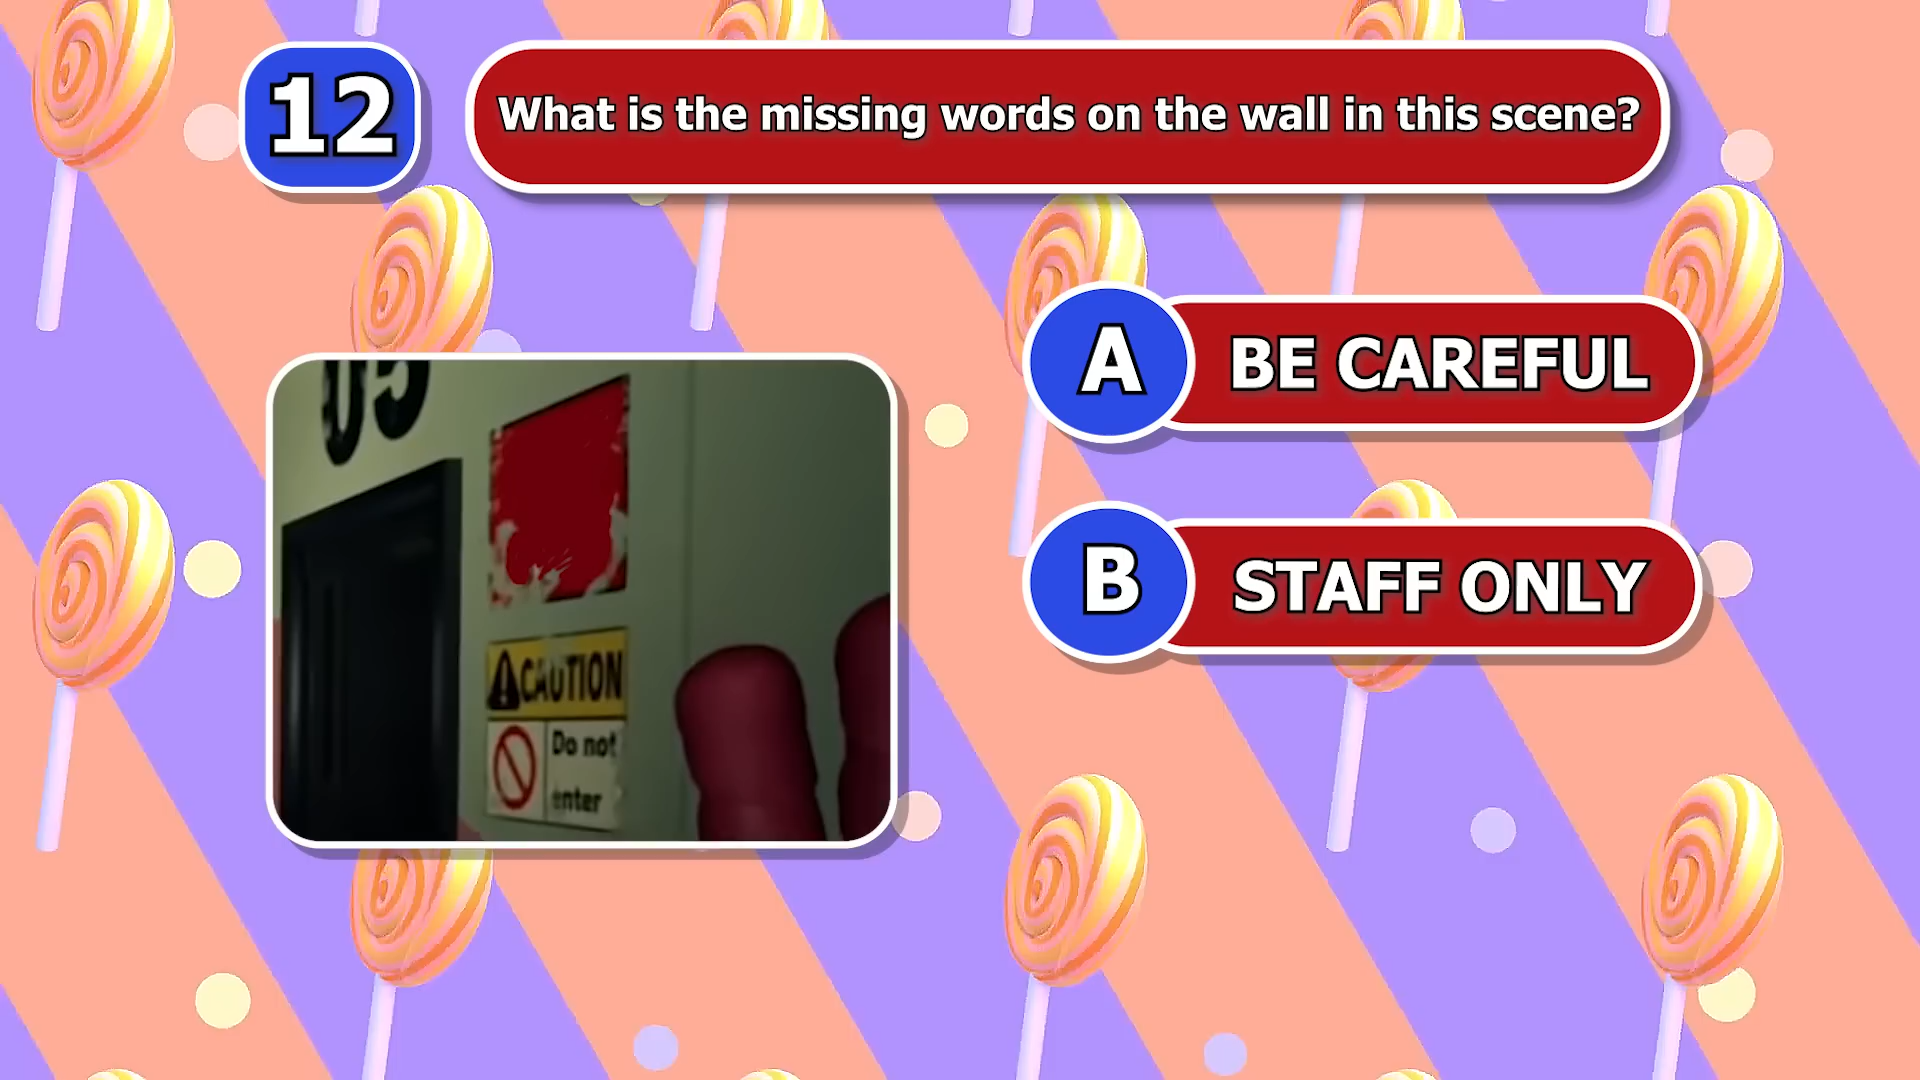 12
What is the missing words on the wall in this scene?
05
CAUTION
Do not
enter
A
BE CAREFUL
B
STAFF ONLY